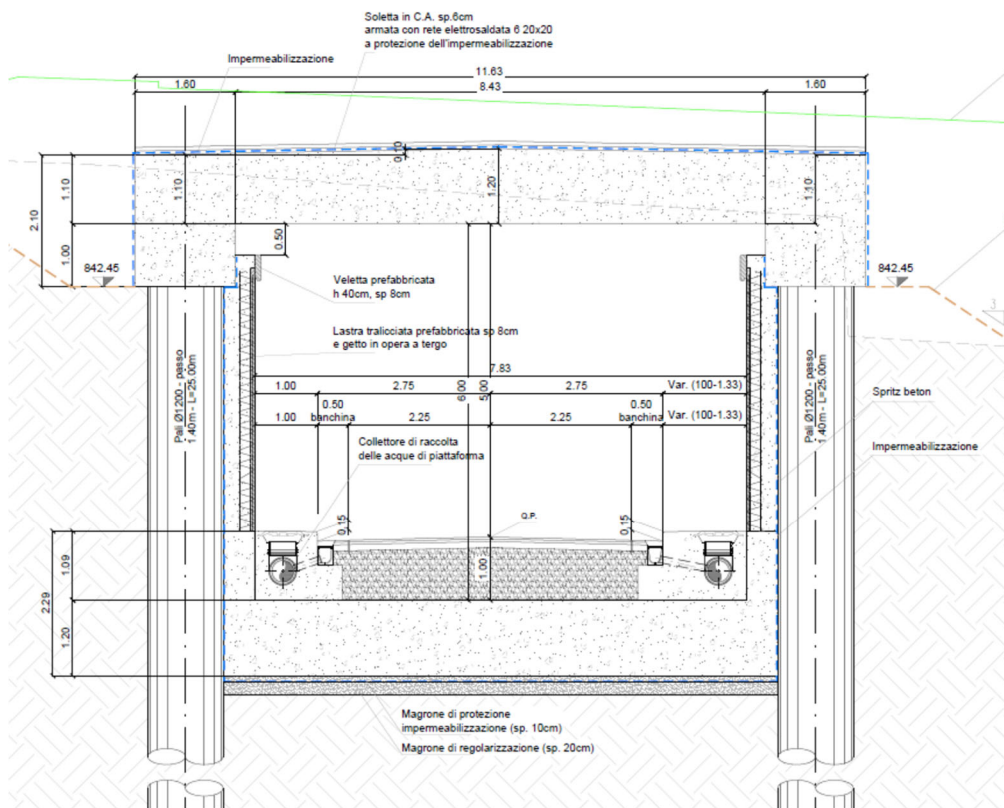 Soletta in C.A. sp.6cm
armata con rete elettrosaldata 6 20x20
a protezione dell'impermeabilizzazione
Impermeabilizzazione
11.63
1.60
8.43
1.60
0.10
1.10
1.10
1.20
1.10
2.10
1.00
0.50
842.45
842.45
Veletta prefabbricata
h 40cm, sp 8cm
Lastra tralicciata prefabbricata sp 8cm
e getto in opera a tergo
7.83
1.00
2.75
6.00
5.00
2.75
Var. (100-1.33)
0.50
banchina
0.50
banchina
1.00
2.25
2.25
Var. (100-1.33)
Pali Ø1200 - passo
1.40m - L=25.00m
Pali Ø1200 - passo
1.40m - L=25.00m
Spritz beton
Collettore di raccolta
delle acque di piattaforma
Impermeabilizzazione
Q.P.
0.15
0.15
1.09
1.00
2.29
1.20
Magrone di protezione
impermeabilizzazione (sp. 10cm)
Magrone di regolarizzazione (sp. 20cm)